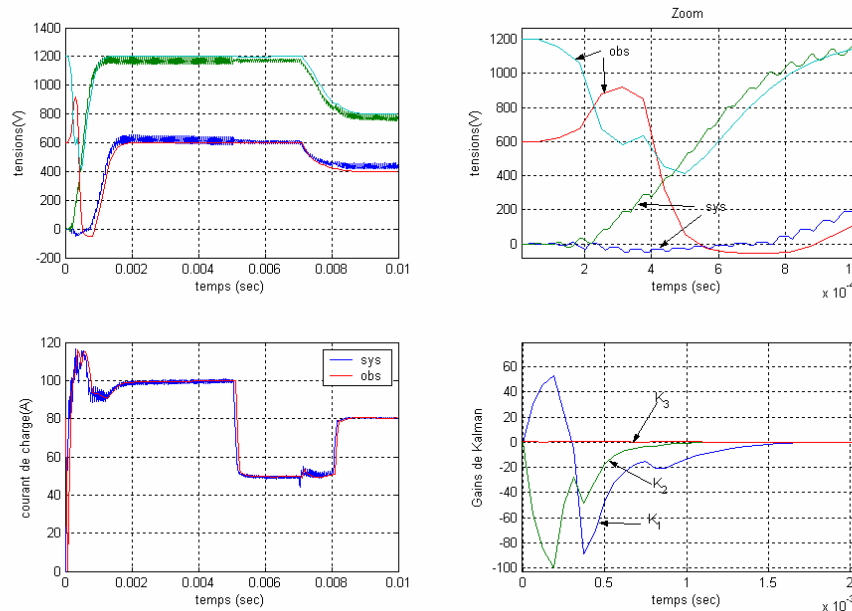 Zoom
1400
1200
1000
800
600
400
200
0
-200
tensions(V)
0
0.002
0.004
0.006
0.008
0.01
temps (sec)
1200
1000
800
600
400
200
0
tensions(V)
obs
sys
2
4
6
8
temps (sec)
x 10
120
100
80
60
40
20
0
courant de charge(A)
sys
obs
0
0.002
0.004
0.006
0.008
0.01
temps (sec)
60
40
20
0
-20
-40
-60
-80
-100
Gains de Kalman
K3
K2
K1
0
0.5
1
1.5
temps (sec)
x 10-3